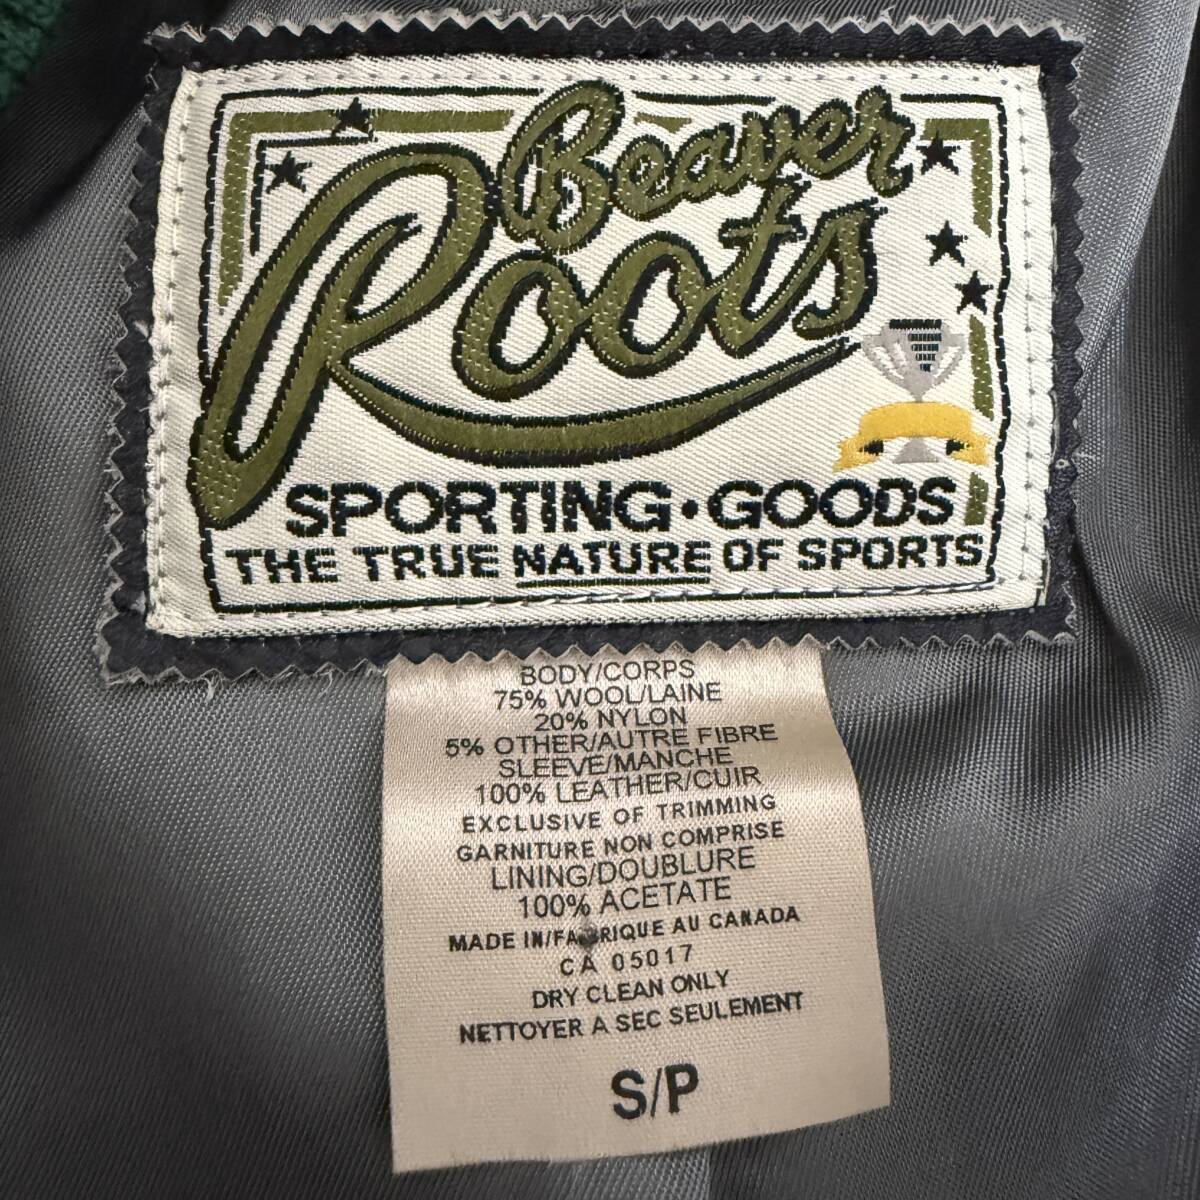 Beaver
Roots
SPORTING•GOODS
THE TRUE NATURE OF SPORTS
BODY/CORPS
75% WOOL/LAINE
20% NYLON
5% OTHER/AUTRE FIBRE
SLEEVE/MANCHE
100% LEATHER/CUIR
EXCLUSIVE OF TRIMMING
GARNITURE NON COMPRISE
LINING/DOUBLURE
100% ACETATE
MADE IN/FABRIQUE AU CANADA
CA 05017
DRY CLEAN ONLY
NETTOYER A SEC SEULEMENT
S/P